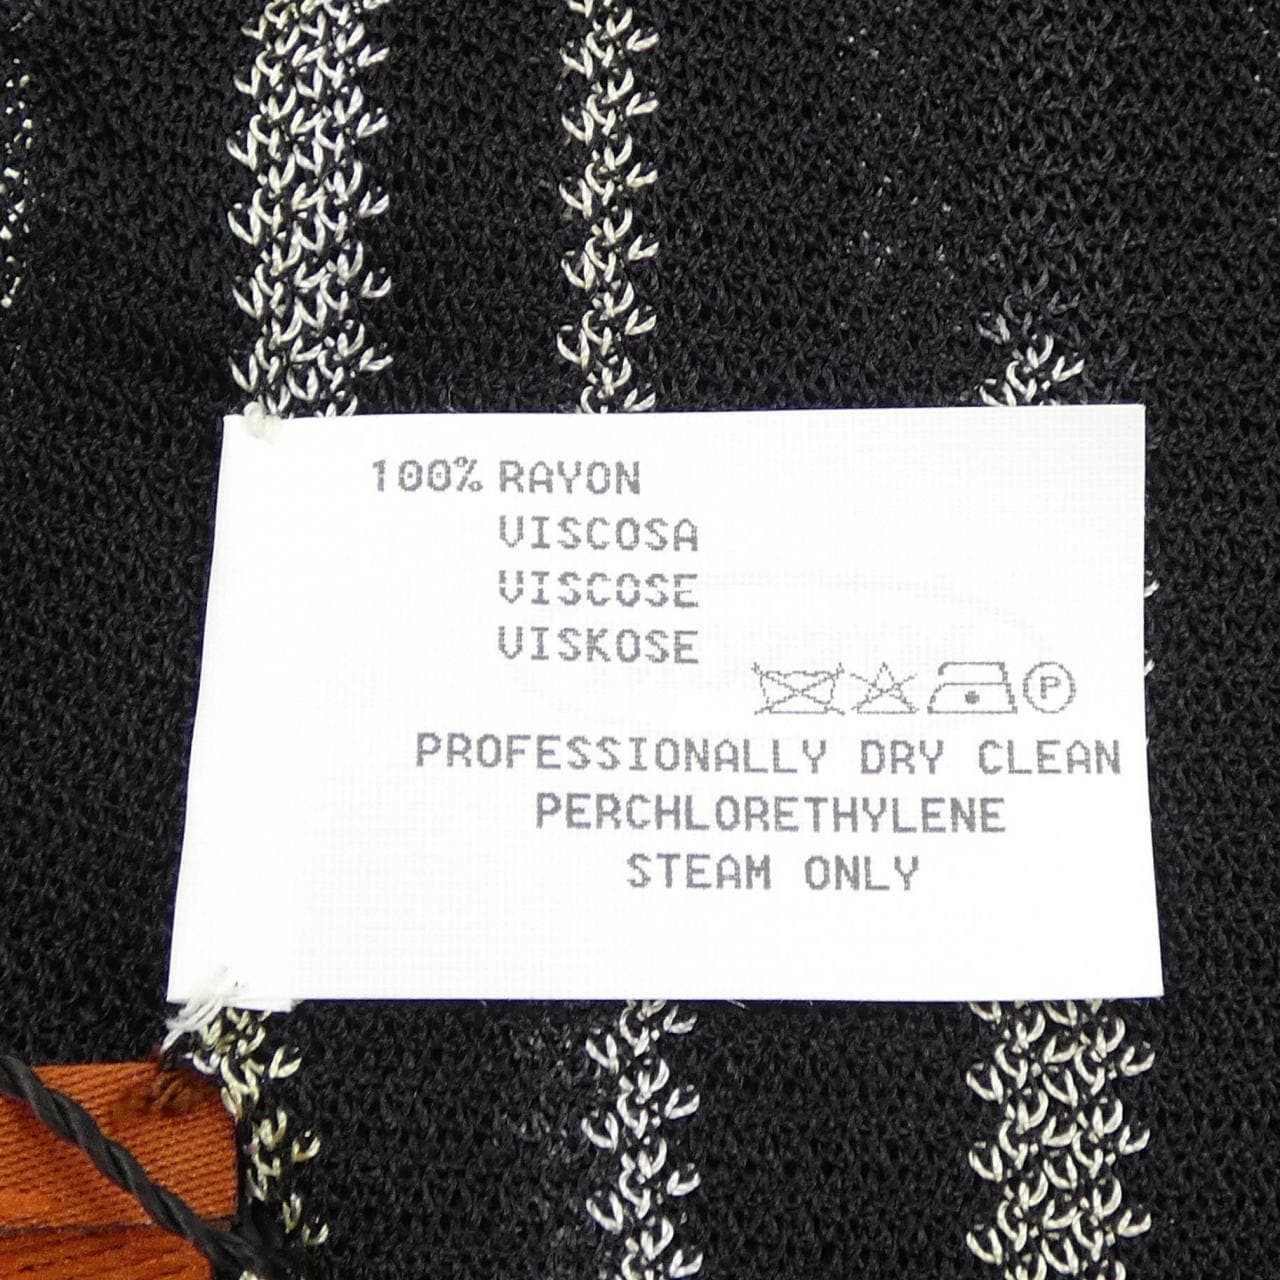 100% RAYON
VISCOSA
VISCOSE
VISKOSE
P
PROFESSIONALLY DRY CLEAN
PERCHLORETHYLENE
STEAM ONLY